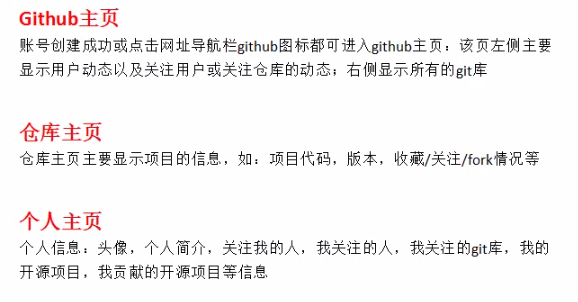 Github主页
账号创建成功或点击网址导航栏github图标都可进入github主页：该页左侧主要
显示用户动态以及关注用户或关注仓库的动态；右侧显示所有的git库
仓库主页
仓库主页主要显示项目的信息，如：项目代码，版本，收藏/关注/fork情况等
个人主页
个人信息：头像，个人简介，关注我的人，我关注的人，我关注的git库，我的
开源项目，我贡献的开源项目等信息